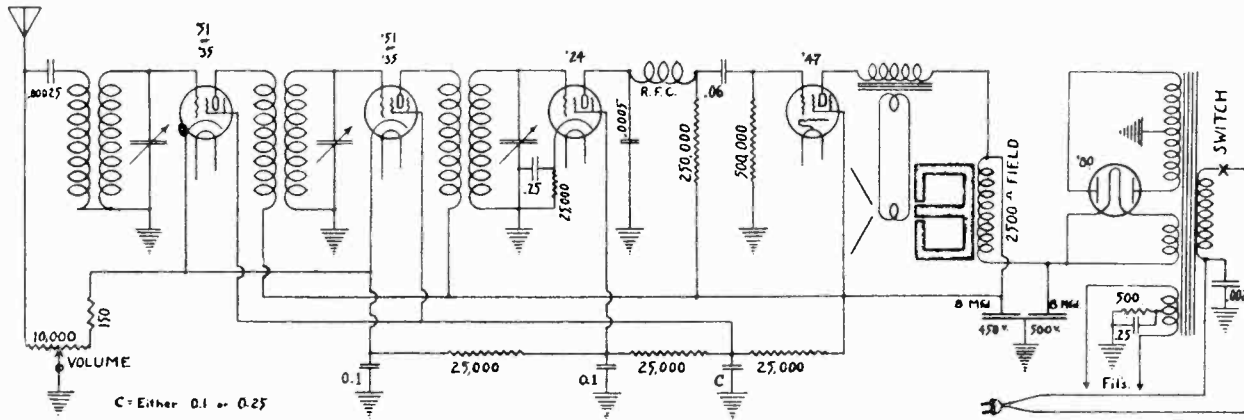 '51
'35
'51
'35
'24
'47
.00025
R.F.C.
.06
.0005
250,000
500,000
.25
25,000
2500 Ω FIELD
'80
SWITCH
150
10,000
VOLUME
8 Mfd
8 Mfd
450 v.
500 v.
500
.25
Fil's.
0.1
25,000
0.1
25,000
C
25,000
C = Either 0.1 or 0.25